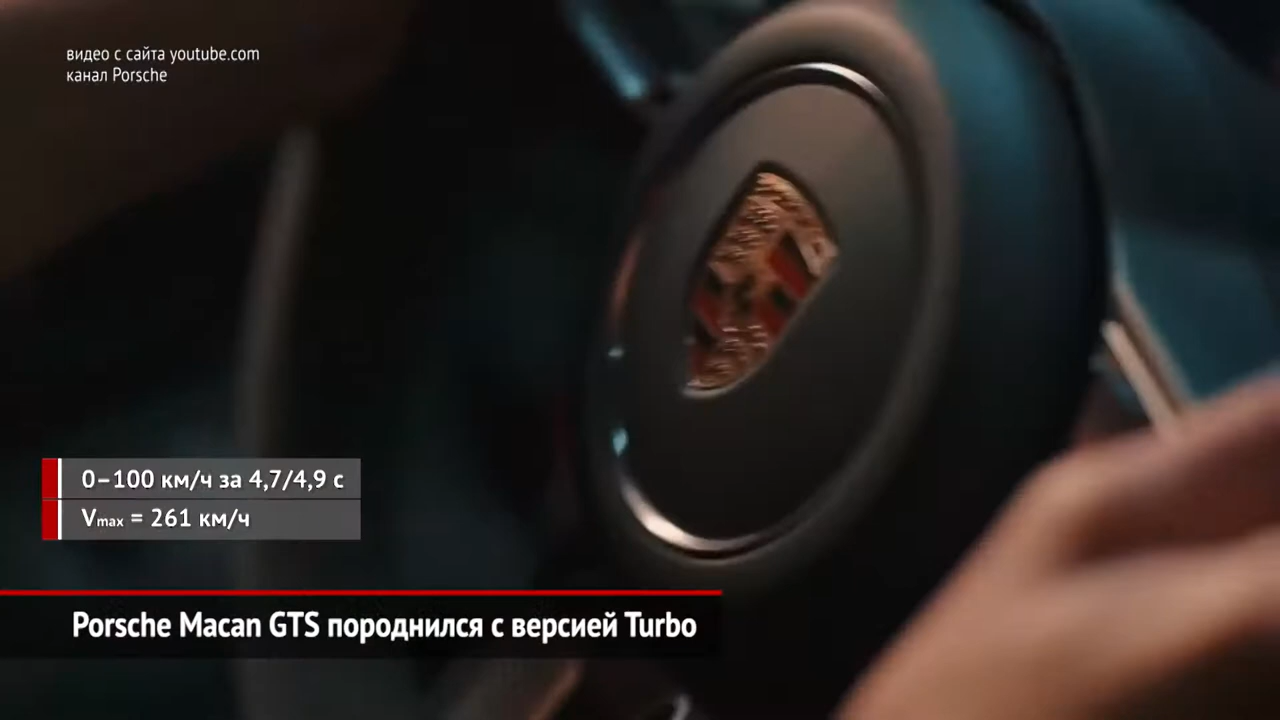 видео с сайта youtube.com
канал Porsche
0–100 км/ч за 4,7/4,9 с
Vmax = 261 км/ч
Porsche Macan GTS породнился с версией Turbo